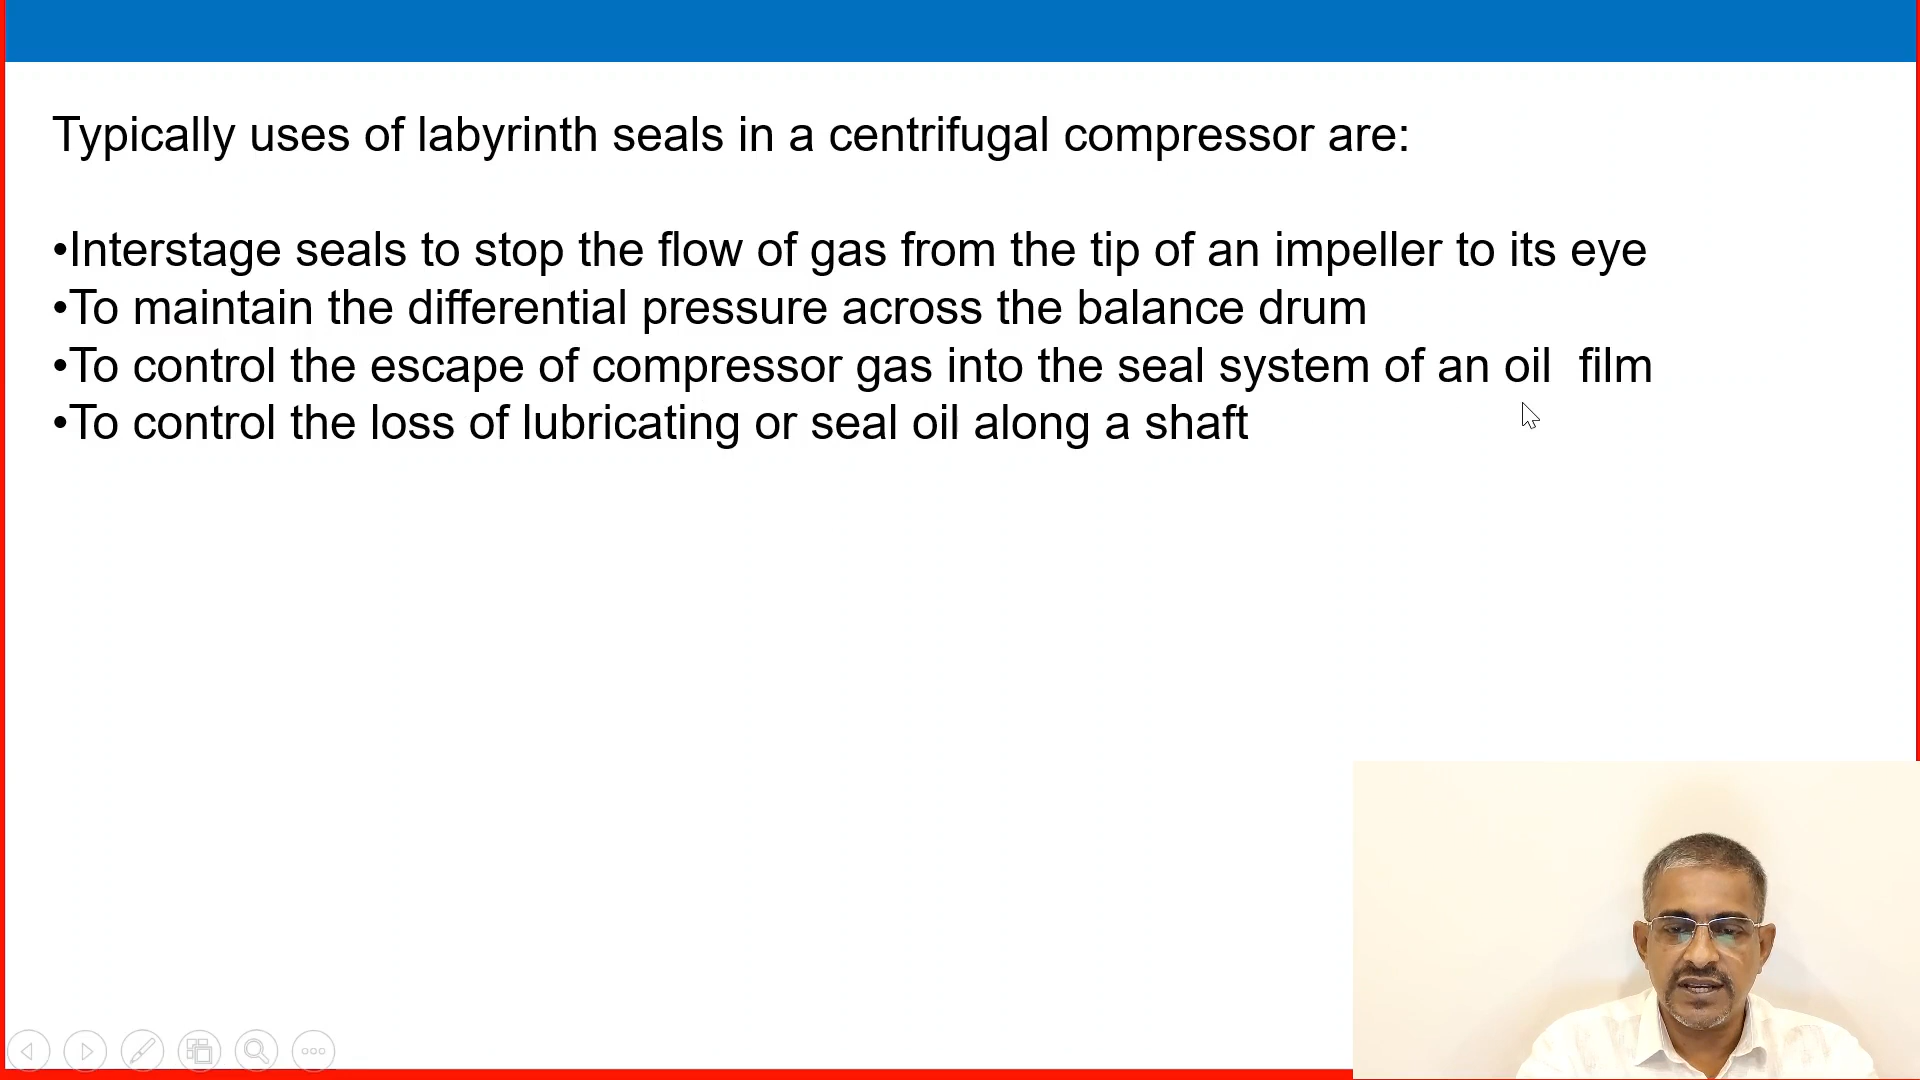 Typically uses of labyrinth seals in a centrifugal compressor are:
•Interstage seals to stop the flow of gas from the tip of an impeller to its eye
•To maintain the differential pressure across the balance drum
•To control the escape of compressor gas into the seal system of an oil  film
•To control the loss of lubricating or seal oil along a shaft